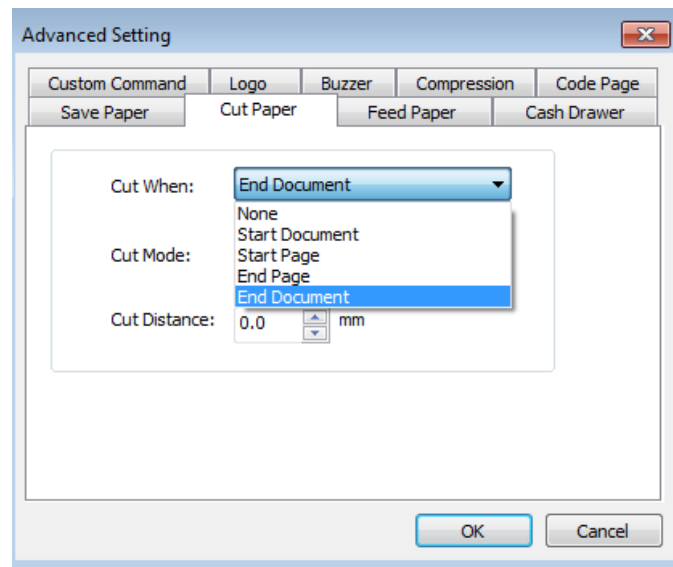 Advanced Setting
Custom Command Logo Buzzer Compression Code Page
Save Paper Cut Paper Feed Paper Cash Drawer
Cut When: End Document
None
Start Document
Cut Mode: Start Page
End Page
End Document
Cut Distance: 0.0 mm
OK Cancel